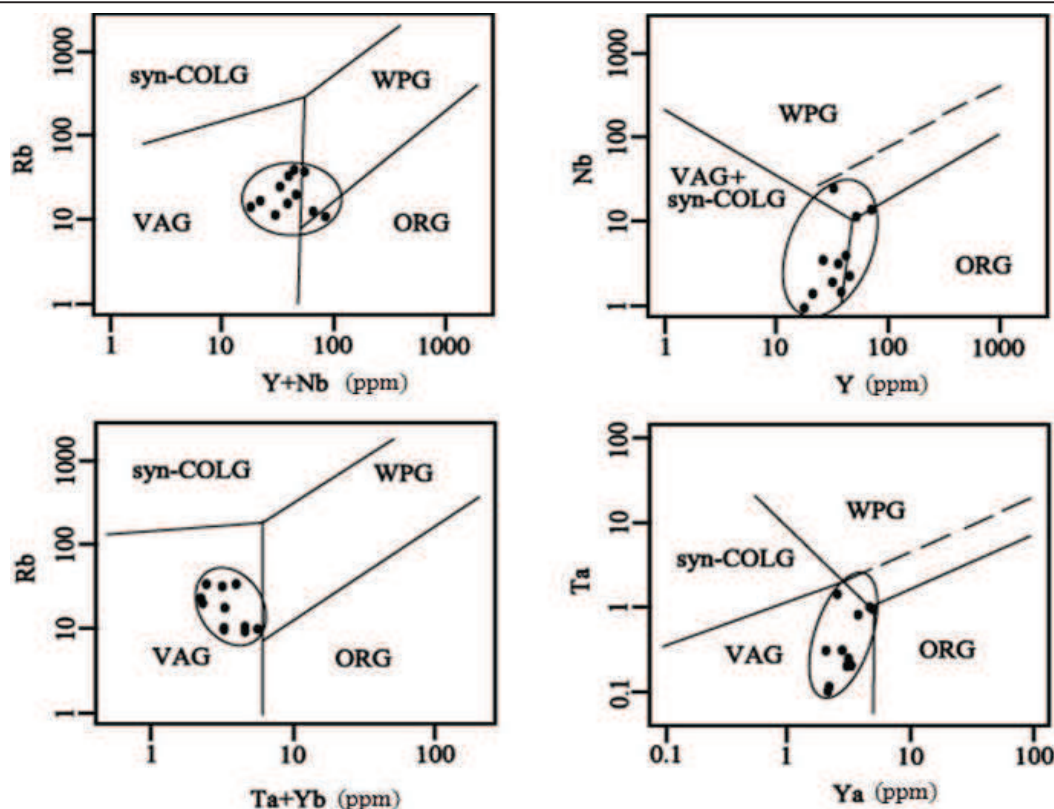 syn-COLG
WPG
VAG
ORG
Rb
1000
100
10
1
1
10
100
1000
Y+Nb (ppm)
WPG
VAG+
syn-COLG
ORG
Nb
1000
100
10
1
1
10
100
1000
Y (ppm)
syn-COLG
WPG
VAG
ORG
Rb
1000
100
10
1
1
10
100
Ta+Yb (ppm)
WPG
syn-COLG
VAG
ORG
Ta
100
10
1
0.1
0.1
1
10
100
Ya (ppm)